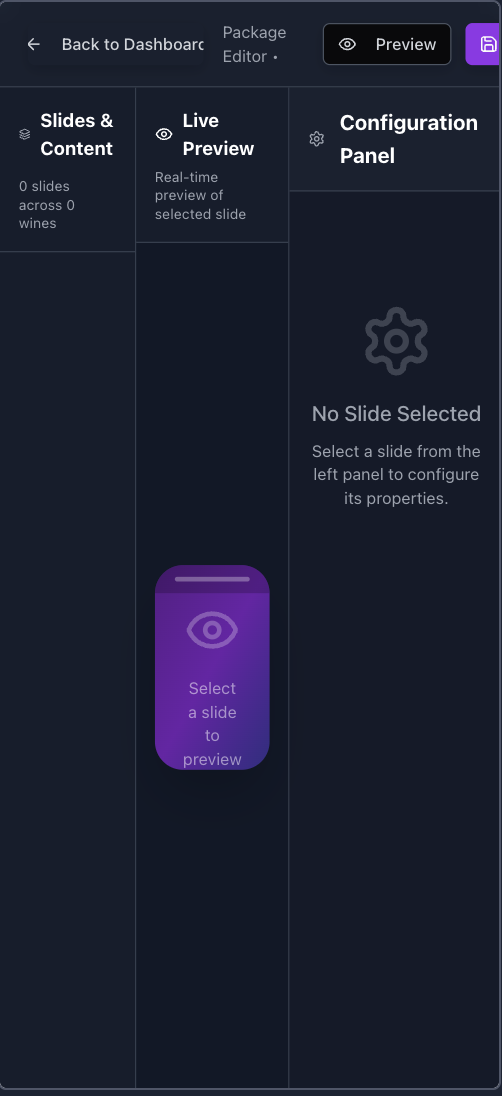 Back to Dashboard
Package
Editor •
Preview
Slides &
Content
0 slides
across 0
wines
Live
Preview
Real-time
preview of
selected slide
Configuration
Panel
No Slide Selected
Select a slide from the
left panel to configure
its properties.
Select
a slide
to
preview